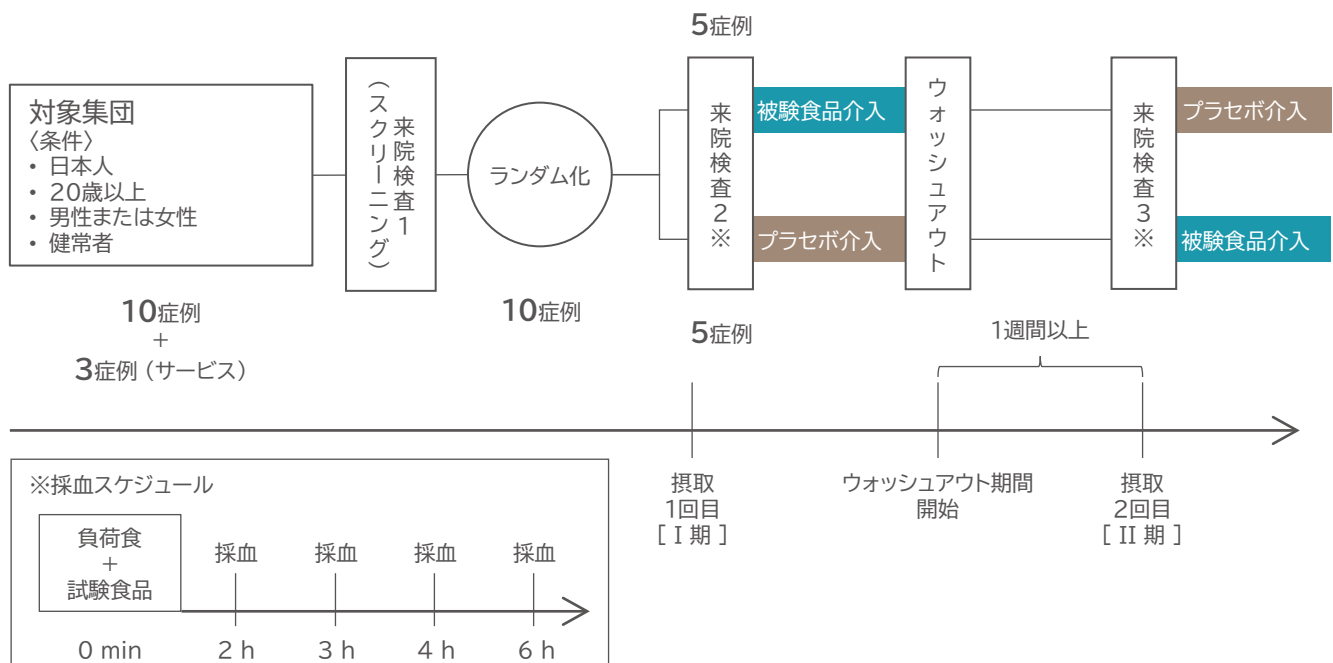 対象集団
〈条件〉
・ 日本人
・ 20歳以上
・ 男性または女性
・ 健常者
10症例
+
3症例 (サービス)
来院検査1
(スクリーニング)
ランダム化
10症例
5症例
来院検査2※
5症例
被験食品介入
プラセボ介入
ウォッシュアウト
来院検査3※
プラセボ介入
被験食品介入
1週間以上
摂取
1回目
[ I 期 ]
ウォッシュアウト期間
開始
摂取
2回目
[ II 期 ]
※採血スケジュール
負荷食
+
試験食品
採血
採血
採血
採血
0 min
2 h
3 h
4 h
6 h